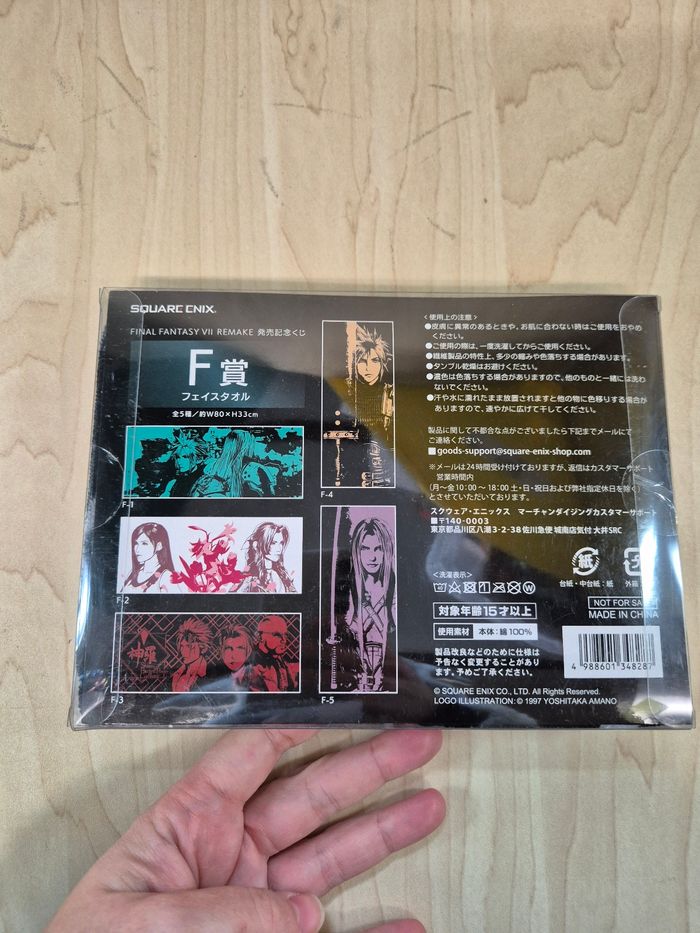 SQUARE ENIX.
FINAL FANTASY VII REMAKE 発売記念くじ
F賞
フェイスタオル
全5種/約W80×H33cm
F-1
F-2
神羅
F-3
F-4
F-5
<使用上の注意>
●皮膚に異常のあるときや、お肌に合わない時はご使用をおやめ
ください。
●ご使用の際は、一度洗濯してからご使用ください。
●繊維製品の特性上、多少の縮みや色落ちする場合があります。
●タンブル乾燥はお避けください。
●濃色は色落ちする場合がありますので、他のものと一緒には洗わ
ないでください。
●汗や水に濡れたまま放置されますと他の物に色移りする場合が
ありますので、速やかに広げて干してください。
製品に関して不都合な点がございましたら下記までメールにて
ご連絡ください。
■goods-support@square-enix-shop.com
※メールは24時間受け付けておりますが、返信はカスタマーサポート
営業時間内
(月~金10:00~18:00 土・日・祝日および弊社指定休日を除く)
とさせていただいております。
スクウェア・エニックス マーチャンダイジングカスタマーサポート
■〒140-0003
東京都品川区八潮3-2-38 佐川急便 城南店気付 大井SRC
<洗濯表示>
対象年齢15才以上
使用素材 本体:綿100%
製品改良などのために仕様は
予告なく変更することがあり
ます。予めご了承ください。
© SQUARE ENIX CO., LTD. All Rights Reserved.
LOGO ILLUSTRATION: © 1997 YOSHITAKA AMANO
紙
台紙・中台紙:紙
外箱
NOT FOR SALE
MADE IN CHINA
4 988601 348287